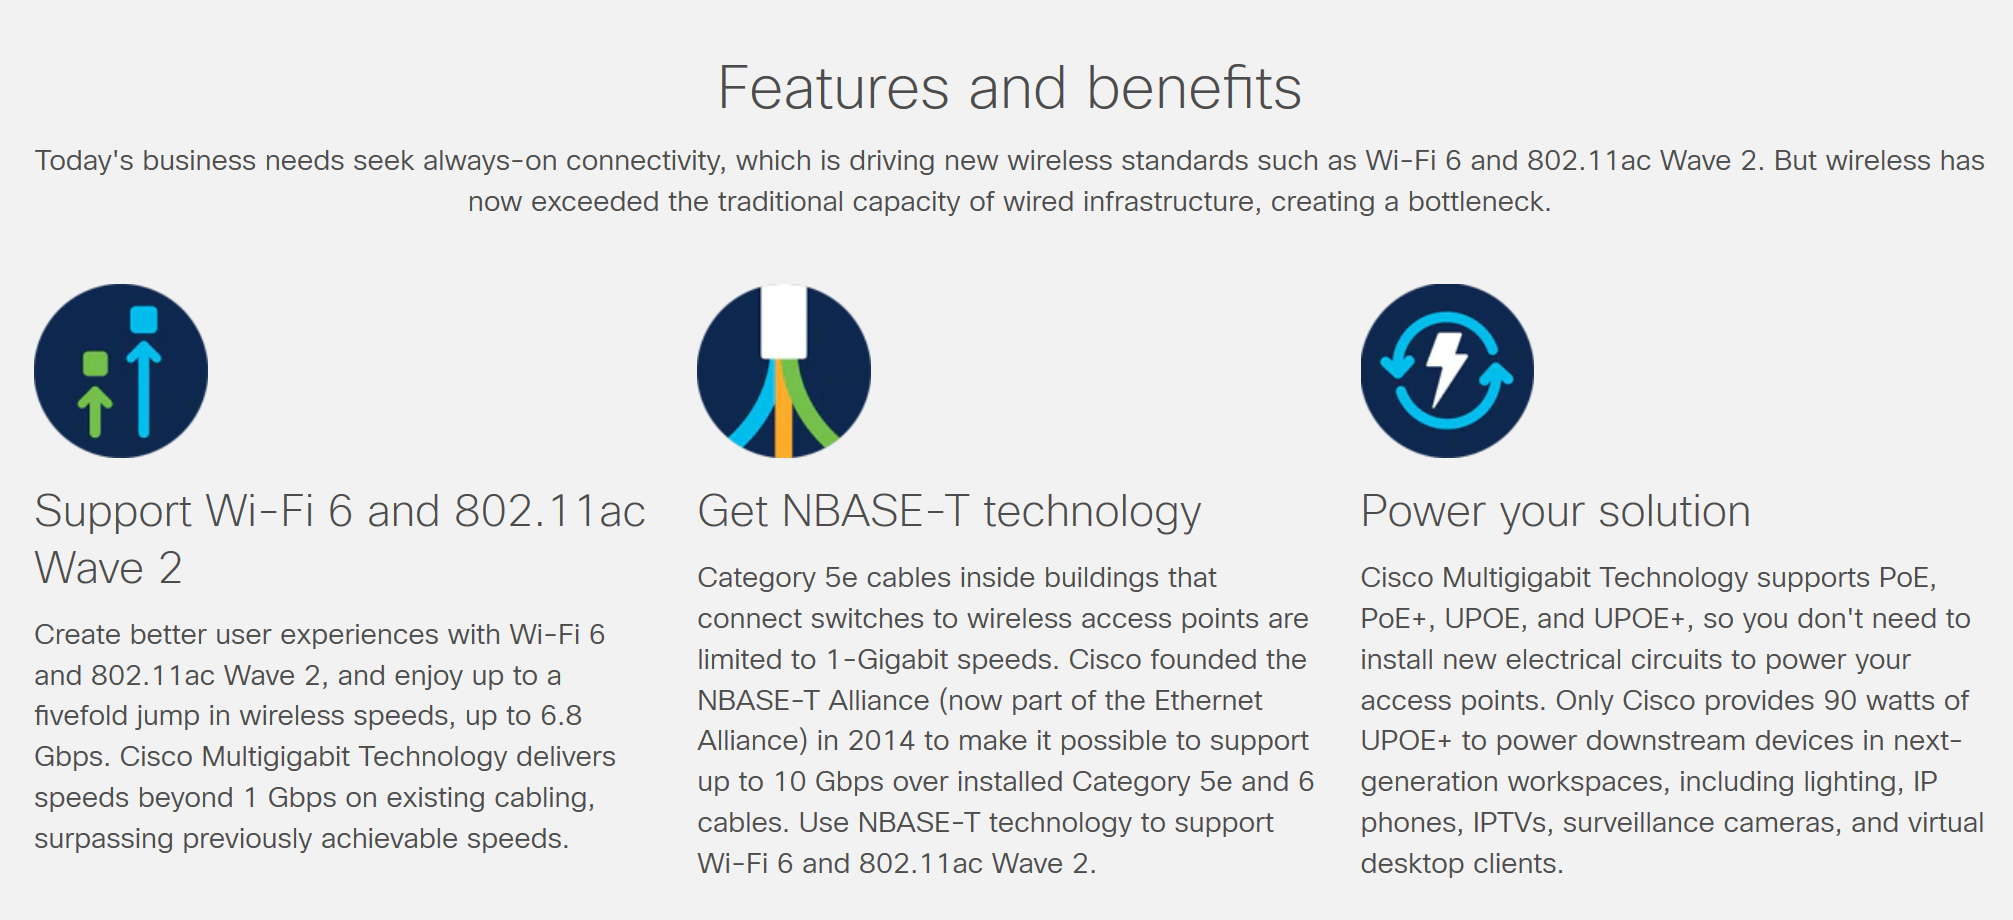 Features and benefits
Today's business needs seek always-on connectivity, which is driving new wireless standards such as Wi-Fi 6 and 802.11ac Wave 2. But wireless has
now exceeded the traditional capacity of wired infrastructure, creating a bottleneck.
Support Wi-Fi 6 and 802.11ac
Wave 2
Create better user experiences with Wi-Fi 6
and 802.11ac Wave 2, and enjoy up to a
fivefold jump in wireless speeds, up to 6.8
Gbps. Cisco Multigigabit Technology delivers
speeds beyond 1 Gbps on existing cabling,
surpassing previously achievable speeds.
Get NBASE-T technology
Category 5e cables inside buildings that
connect switches to wireless access points are
limited to 1-Gigabit speeds. Cisco founded the
NBASE-T Alliance (now part of the Ethernet
Alliance) in 2014 to make it possible to support
up to 10 Gbps over installed Category 5e and 6
cables. Use NBASE-T technology to support
Wi-Fi 6 and 802.11ac Wave 2.
Power your solution
Cisco Multigigabit Technology supports PoE,
PoE+, UPOE, and UPOE+, so you don't need to
install new electrical circuits to power your
access points. Only Cisco provides 90 watts of
UPOE+ to power downstream devices in next-
generation workspaces, including lighting, IP
phones, IPTVs, surveillance cameras, and virtual
desktop clients.